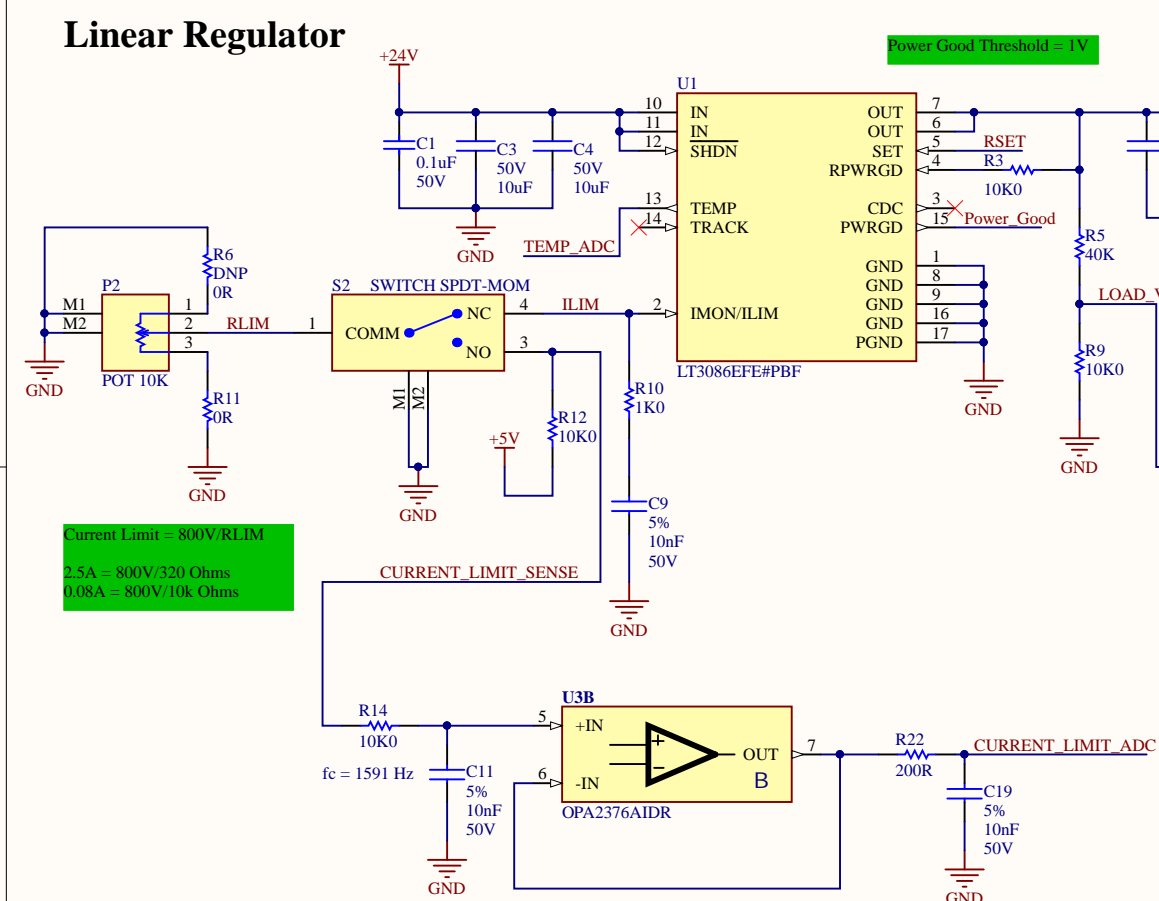 Linear Regulator
+24V
Power Good Threshold = 1V
U1
C1
0.1uF
50V
C3
50V
10uF
C4
50V
10uF
10
IN
11
IN
12
SHDN
13
TEMP
14
TRACK
2
IMON/ILIM
OUT
7
OUT
6
SET
5
RSET
RPWRGD
4
R3
10K0
CDC
3
PWRGD
15
Power_Good
GND
1
GND
8
GND
9
GND
16
PGND
17
LT3086EFE#PBF
GND
GND
TEMP_ADC
R5
40K
LOAD_V
R9
10K0
GND
R6
DNP
0R
P2
M1
M2
1
2
3
RLIM
POT 10K
GND
R11
0R
GND
S2
SWITCH SPDT-MOM
1
COMM
NC
4
ILIM
NO
3
M1
M2
GND
R12
10K0
+5V
R10
1K0
C9
5%
10nF
50V
GND
Current Limit = 800V/RLIM
2.5A = 800V/320 Ohms
0.08A = 800V/10k Ohms
CURRENT_LIMIT_SENSE
R14
10K0
fc = 1591 Hz
C11
5%
10nF
50V
GND
U3B
5
+IN
6
-IN
OUT
7
B
OPA2376AIDR
R22
200R
CURRENT_LIMIT_ADC
C19
5%
10nF
50V
GND